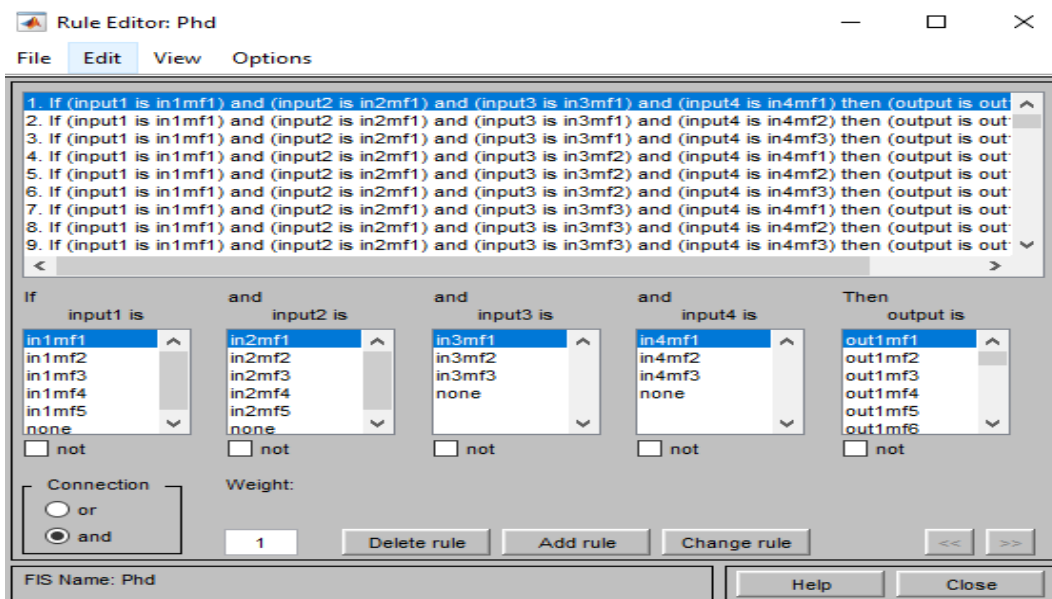 Rule Editor: Phd
File Edit View Options
1. If (input1 is in1mf1) and (input2 is in2mf1) and (input3 is in3mf1) and (input4 is in4mf1) then (output is out
2. If (input1 is in1mf1) and (input2 is in2mf1) and (input3 is in3mf1) and (input4 is in4mf2) then (output is out
3. If (input1 is in1mf1) and (input2 is in2mf1) and (input3 is in3mf1) and (input4 is in4mf3) then (output is out
4. If (input1 is in1mf1) and (input2 is in2mf1) and (input3 is in3mf2) and (input4 is in4mf1) then (output is out
5. If (input1 is in1mf1) and (input2 is in2mf1) and (input3 is in3mf2) and (input4 is in4mf2) then (output is out
6. If (input1 is in1mf1) and (input2 is in2mf1) and (input3 is in3mf2) and (input4 is in4mf3) then (output is out
7. If (input1 is in1mf1) and (input2 is in2mf1) and (input3 is in3mf3) and (input4 is in4mf1) then (output is out
8. If (input1 is in1mf1) and (input2 is in2mf1) and (input3 is in3mf3) and (input4 is in4mf2) then (output is out
9. If (input1 is in1mf1) and (input2 is in2mf1) and (input3 is in3mf3) and (input4 is in4mf3) then (output is out
If and and and Then
input1 is input2 is input3 is input4 is output is
in1mf1 in2mf1 in3mf1 in4mf1 out1mf1
in1mf2 in2mf2 in3mf2 in4mf2 out1mf2
in1mf3 in2mf3 in3mf3 in4mf3 out1mf3
in1mf4 in2mf4 none none out1mf4
in1mf5 in2mf5 out1mf5
none none out1mf6
not not not not not
Connection Weight:
or
and 1 Delete rule Add rule Change rule << >>
FIS Name: Phd Help Close